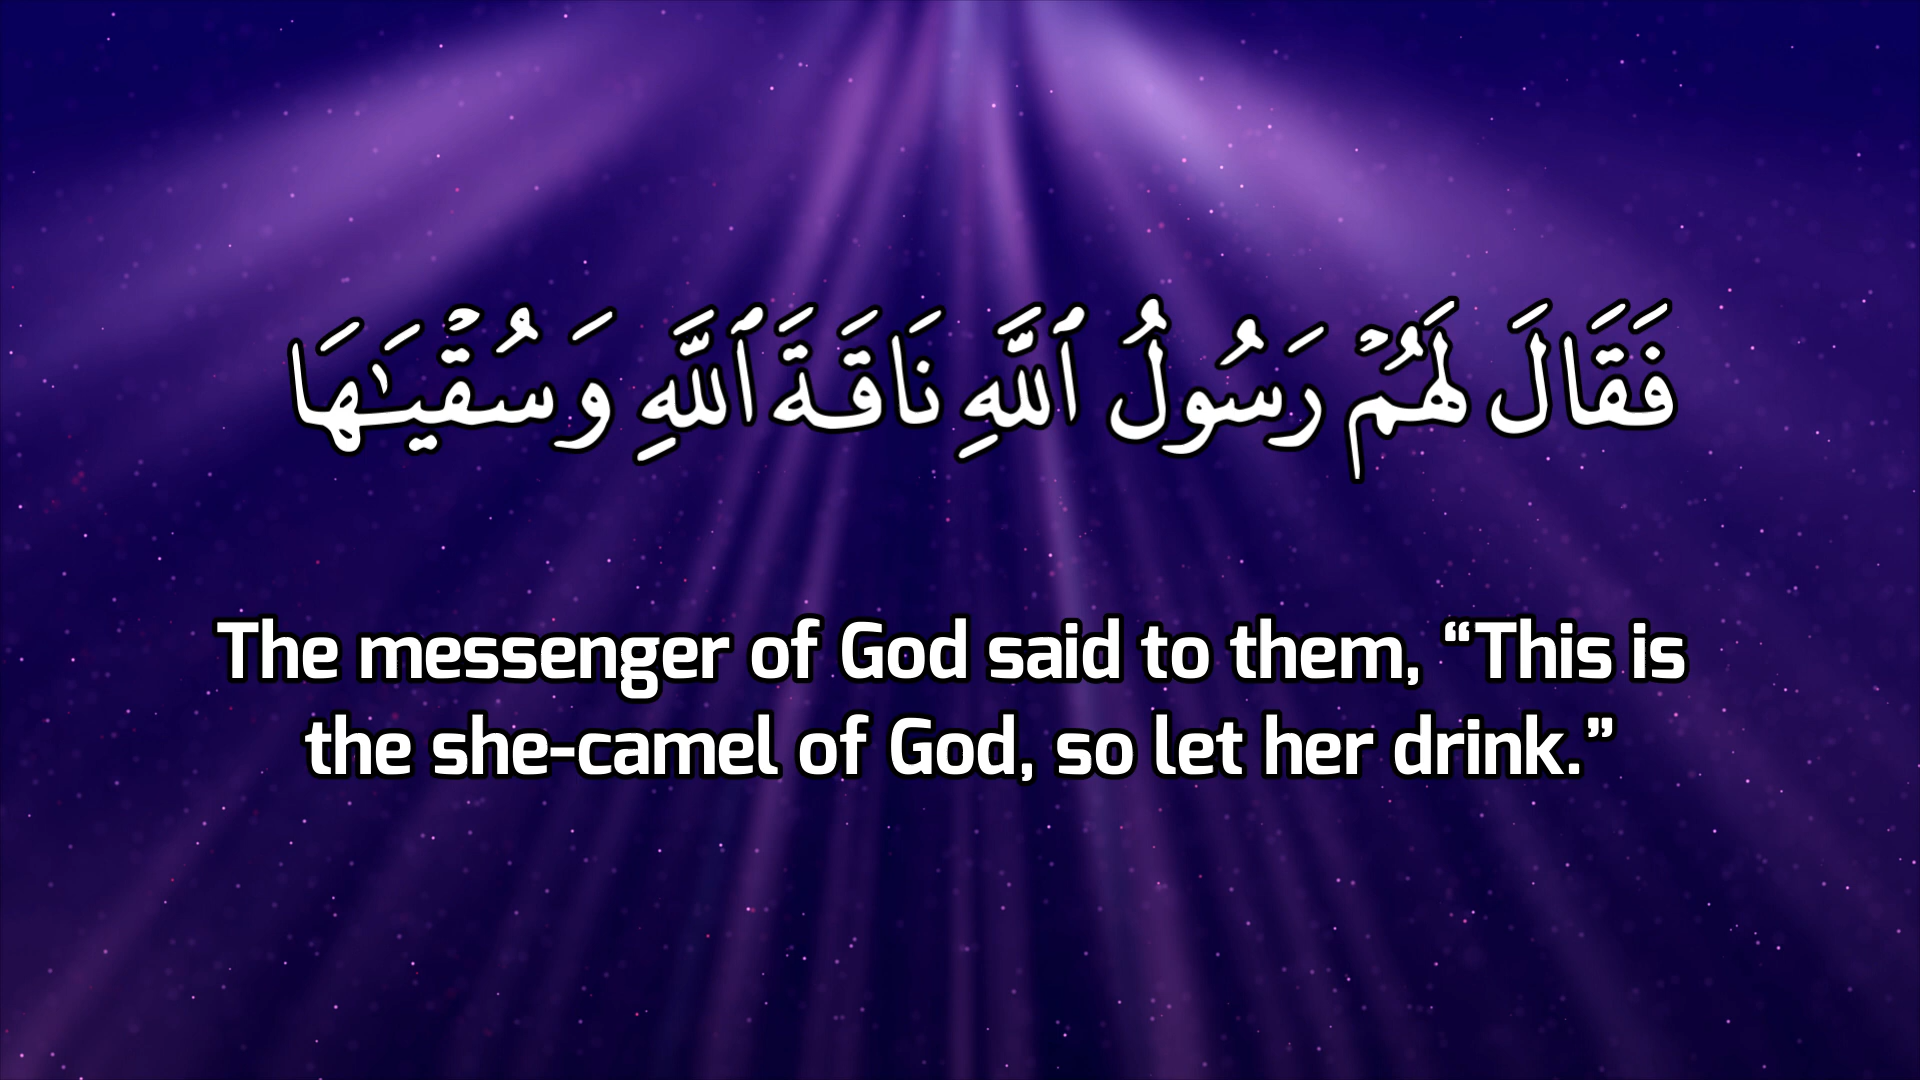 فَقَالَ لَهُمْ رَسُولُ ٱللَّهِ نَاقَةَ ٱللَّهِ وَسُقْيَـٰهَا
The messenger of God said to them, “This is
the she-camel of God, so let her drink.”